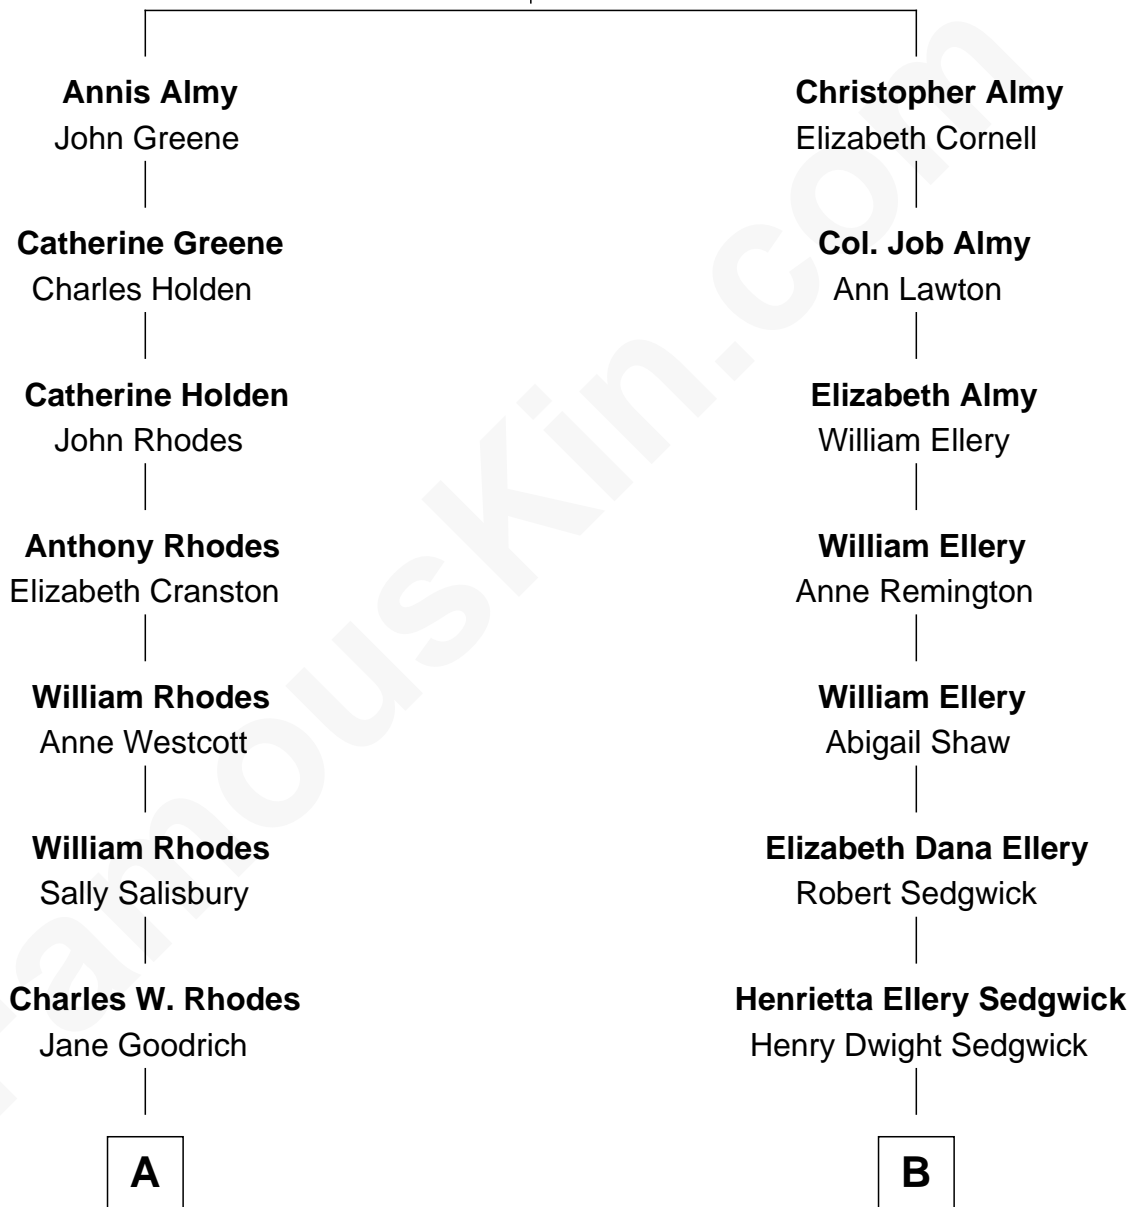 Annis Almy
John Greene
Christopher Almy
Elizabeth Cornell
Catherine Greene
Charles Holden
Col. Job Almy
Ann Lawton
Catherine Holden
John Rhodes
Elizabeth Almy
William Ellery
Anthony Rhodes
Elizabeth Cranston
William Ellery
Anne Remington
William Rhodes
Anne Westcott
William Ellery
Abigail Shaw
William Rhodes
Sally Salisbury
Elizabeth Dana Ellery
Robert Sedgwick
Charles W. Rhodes
Jane Goodrich
Henrietta Ellery Sedgwick
Henry Dwight Sedgwick
A
B
FamousKin.com